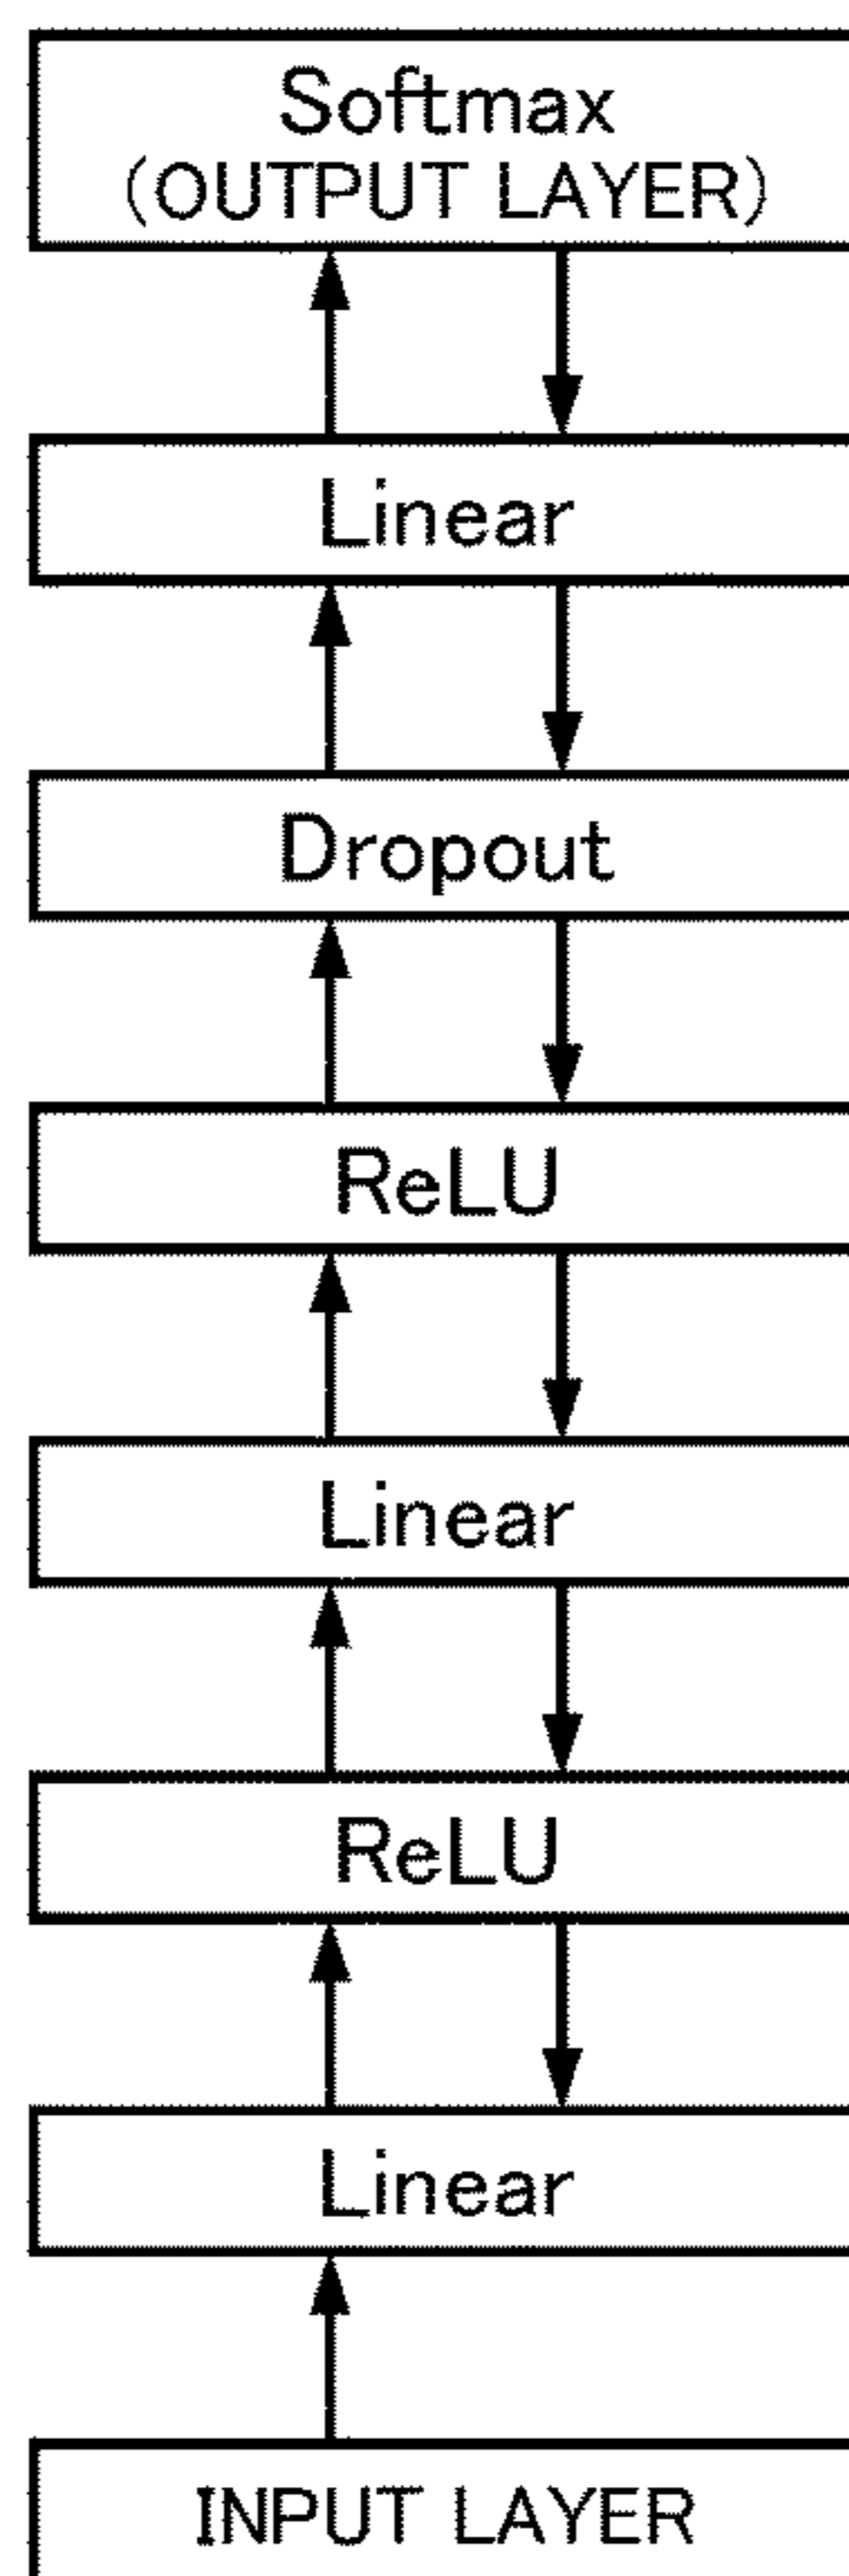 Softmax
(OUTPUT LAYER)
Linear
Dropout
ReLU
Linear
ReLU
Linear
INPUT LAYER